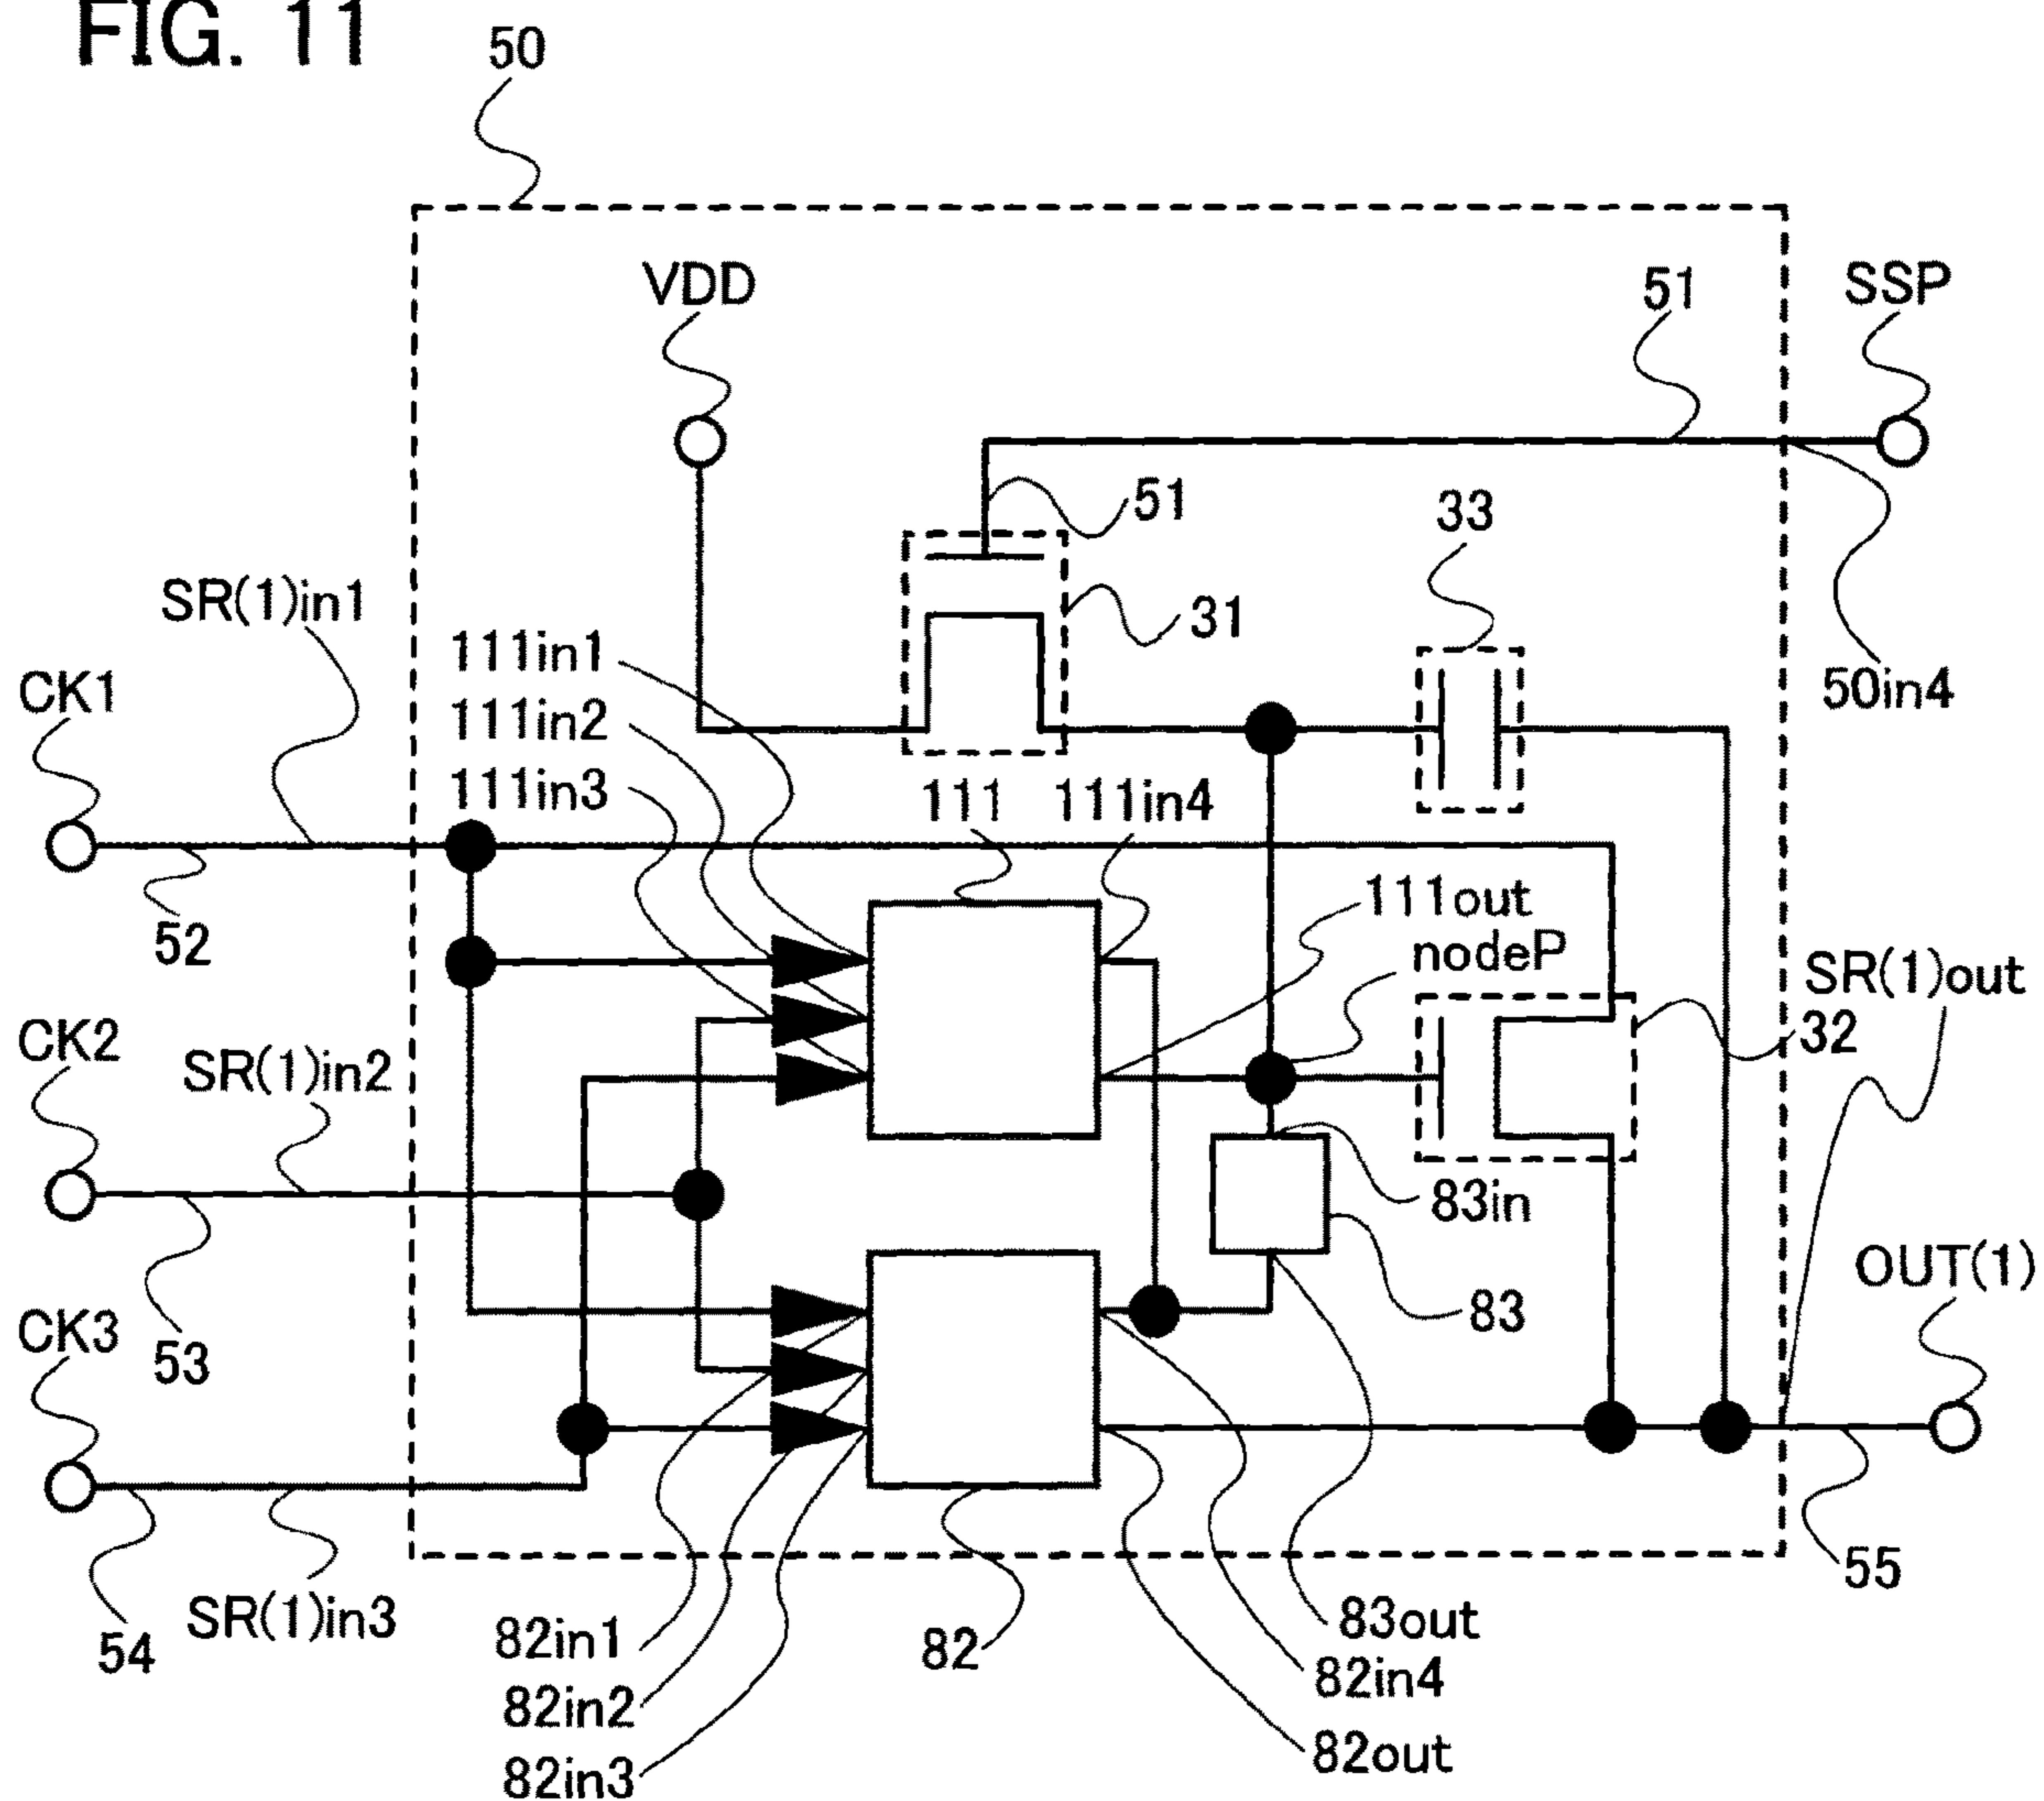 FIG. 11
50
VDD
51
SSP
51
33
SR(1)in1
31
111in1
50in4
CK1
111in2
111in3
111
111in4
111out
52
nodeP
SR(1)out
CK2
32
SR(1)in2
83in
OUT(1)
CK3
83
53
55
SR(1)in3
83out
54
82in1
82
82in4
82in2
82out
82in3